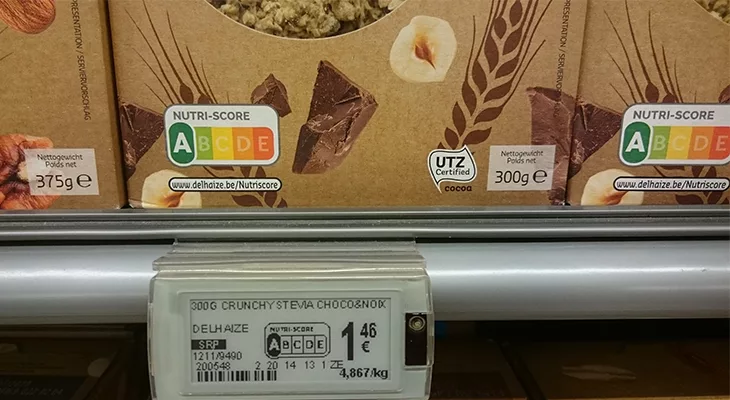 PRESENTATION / SERVIERVORSCHLAG
Nettogewicht
Poids net
375g e
NUTRI-SCORE
A B C D E
www.delhaize.be/Nutriscore
UTZ
Certified
cocoa
Nettogewicht
Poids net
300g e
NUTRI-SCORE
A B C D E
www.delhaize.be/Nutriscore
300G CRUNCHY STEVIA CHOCO&NOIX
DELHAIZE
SRP
1211/9490
200548
NUTRI-SCORE
A B C D E
2 20 14 13 1 ZE
1 46
€
4,867/kg